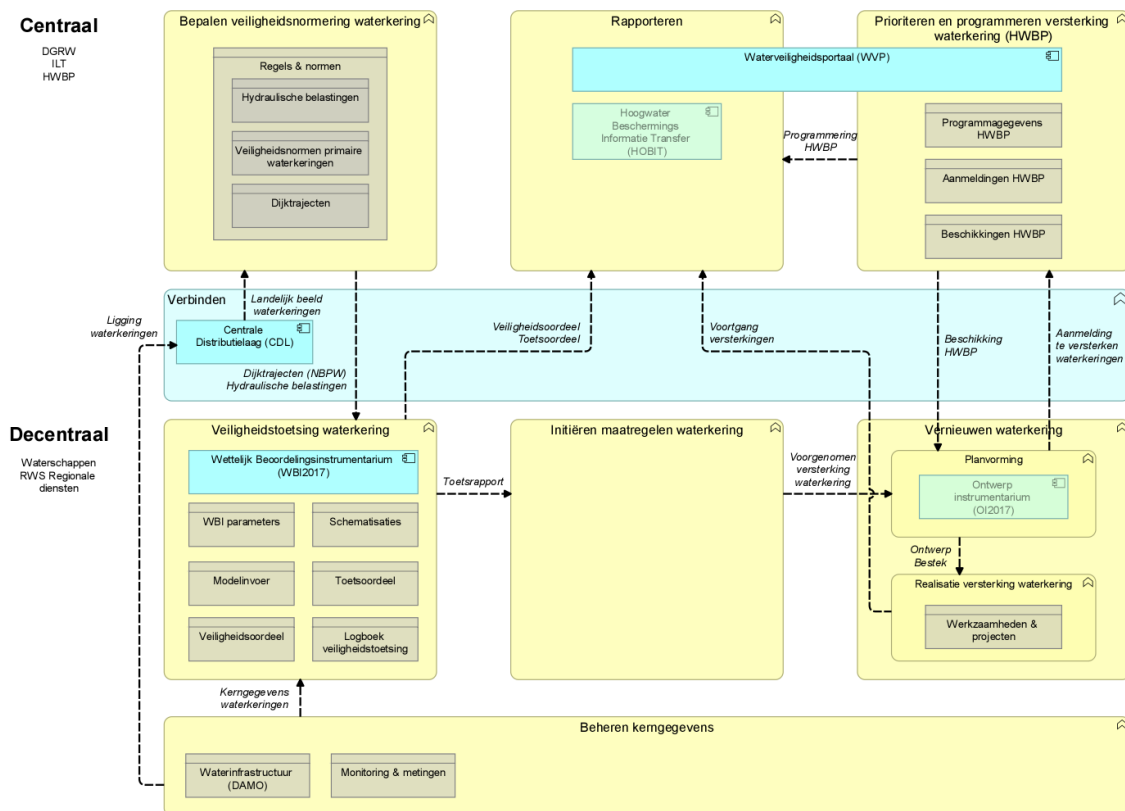 Centraal
DGRW
ILT
HWBP
Bepalen veiligheidsnormering waterkering
Regels & normen
Hydraulische belastingen
Veiligheidsnormen primaire
waterkeringen
Dijktrajecten
Rapporteren
Prioriteren en programmeren versterking
waterkering (HWBP)
Waterveiligheidsportaal (WVP)
Hoogwater
Beschermings
Informatie Transfer
(HOBIT)
Programmering
HWBP
Programmagegevens
HWBP
Aanmeldingen HWBP
Beschikkingen HWBP
Verbinden
Landelijk beeld
waterkeringen
Ligging
waterkeringen
Centrale
Distributielaag (CDL)
Dijktrajecten (NBPW)
Hydraulische belastingen
Veiligheidsoordeel
Toetsoordeel
Voortgang
versterkingen
Beschikking
HWBP
Aanmelding
te versterken
waterkeringen
Decentraal
Waterschappen
RWS Regionale
diensten
Veiligheidstoetsing waterkering
Wettelijk Beoordelingsinstrumentarium
(WBI2017)
WBI parameters
Schematisaties
Modelinvoer
Toetsoordeel
Veiligheidsoordeel
Logboek
veiligheidstoetsing
Toetsrapport
Initiëren maatregelen waterkering
Voorgenomen
versterking
waterkering
Vernieuwen waterkering
Planvorming
Ontwerp
instrumentarium
(OI2017)
Ontwerp
Bestek
Realisatie versterking waterkering
Werkzaamheden &
projecten
Kerngegevens
waterkeringen
Beheren kerngegevens
Waterinfrastructuur
(DAMO)
Monitoring & metingen